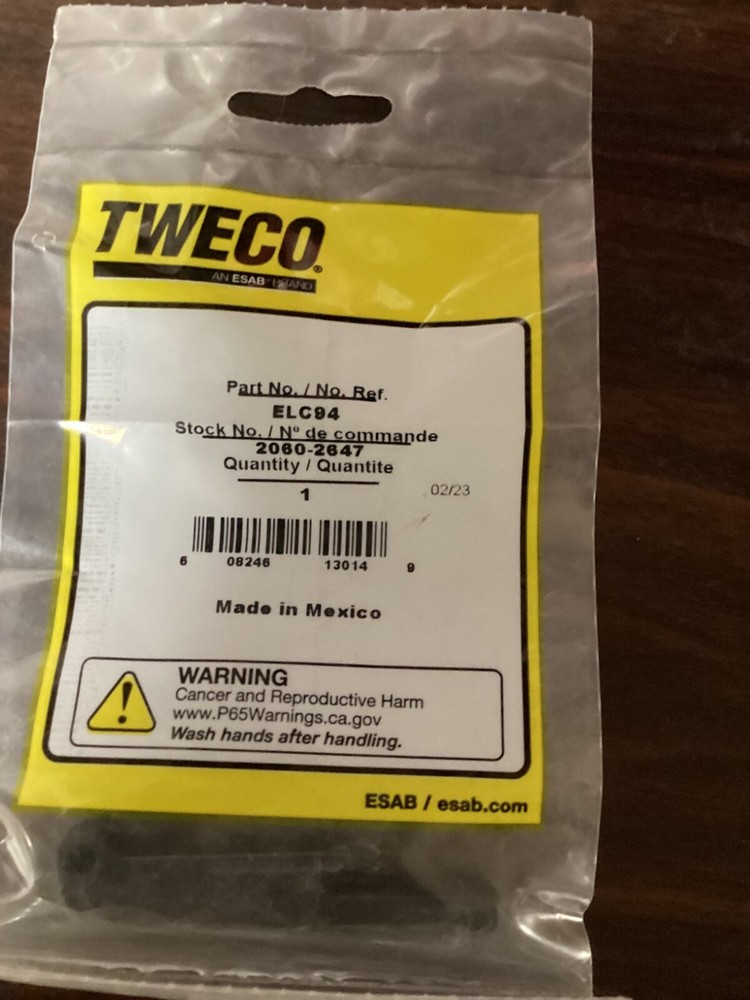 TWECO®
AN ESAB® BRAND
Part No. / No. Ref.
ELC94
Stock No. / Nº de commande
2060-2647
Quantity / Quantite
1
02/23
6 08246 13014 9
Made in Mexico
WARNING
Cancer and Reproductive Harm
www.P65Warnings.ca.gov
Wash hands after handling.
ESAB / esab.com